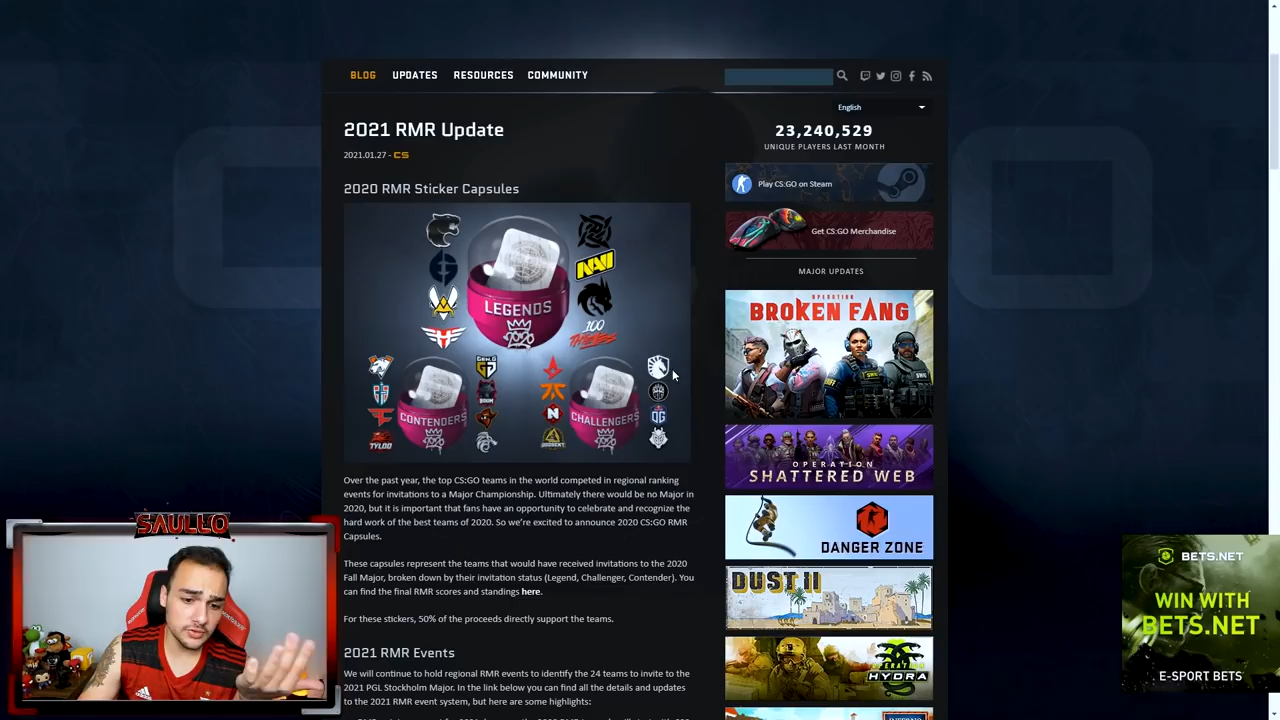 BLOG UPDATES RESOURCES COMMUNITY
English
2021 RMR Update
2021.01.27 - CS
23,240,529
UNIQUE PLAYERS LAST MONTH
2020 RMR Sticker Capsules
Play CS:GO on Steam
Get CS:GO Merchandise
MAJOR UPDATES
LEGENDS
2020
NAVI
100
THIEVES
GEN.G
CONTENDERS
CHALLENGERS
TYLOO
OG
OPERATION
BROKEN FANG
OPERATION
SHATTERED WEB
DANGER ZONE
DUST II
OPERATION
HYDRA
Over the past year, the top CS:GO teams in the world competed in regional ranking
events for invitations to a Major Championship. Ultimately there would be no Major in
2020, but it is important that fans have an opportunity to celebrate and recognize the
hard work of the best teams of 2020. So we're excited to announce 2020 CS:GO RMR
Capsules.
These capsules represent the teams that would have received invitations to the 2020
Fall Major, broken down by their invitation status (Legend, Challenger, Contender). You
can find the final RMR scores and standings here.
For these stickers, 50% of the proceeds directly support the teams.
2021 RMR Events
We will continue to hold regional RMR events to identify the 24 teams to invite to the
2021 PGL Stockholm Major. In the link below you can find all the details and updates
to the 2021 RMR event system, but here are some highlights:
SAULLO
BETS.NET
WIN WITH
BETS.NET
E-SPORT BETS